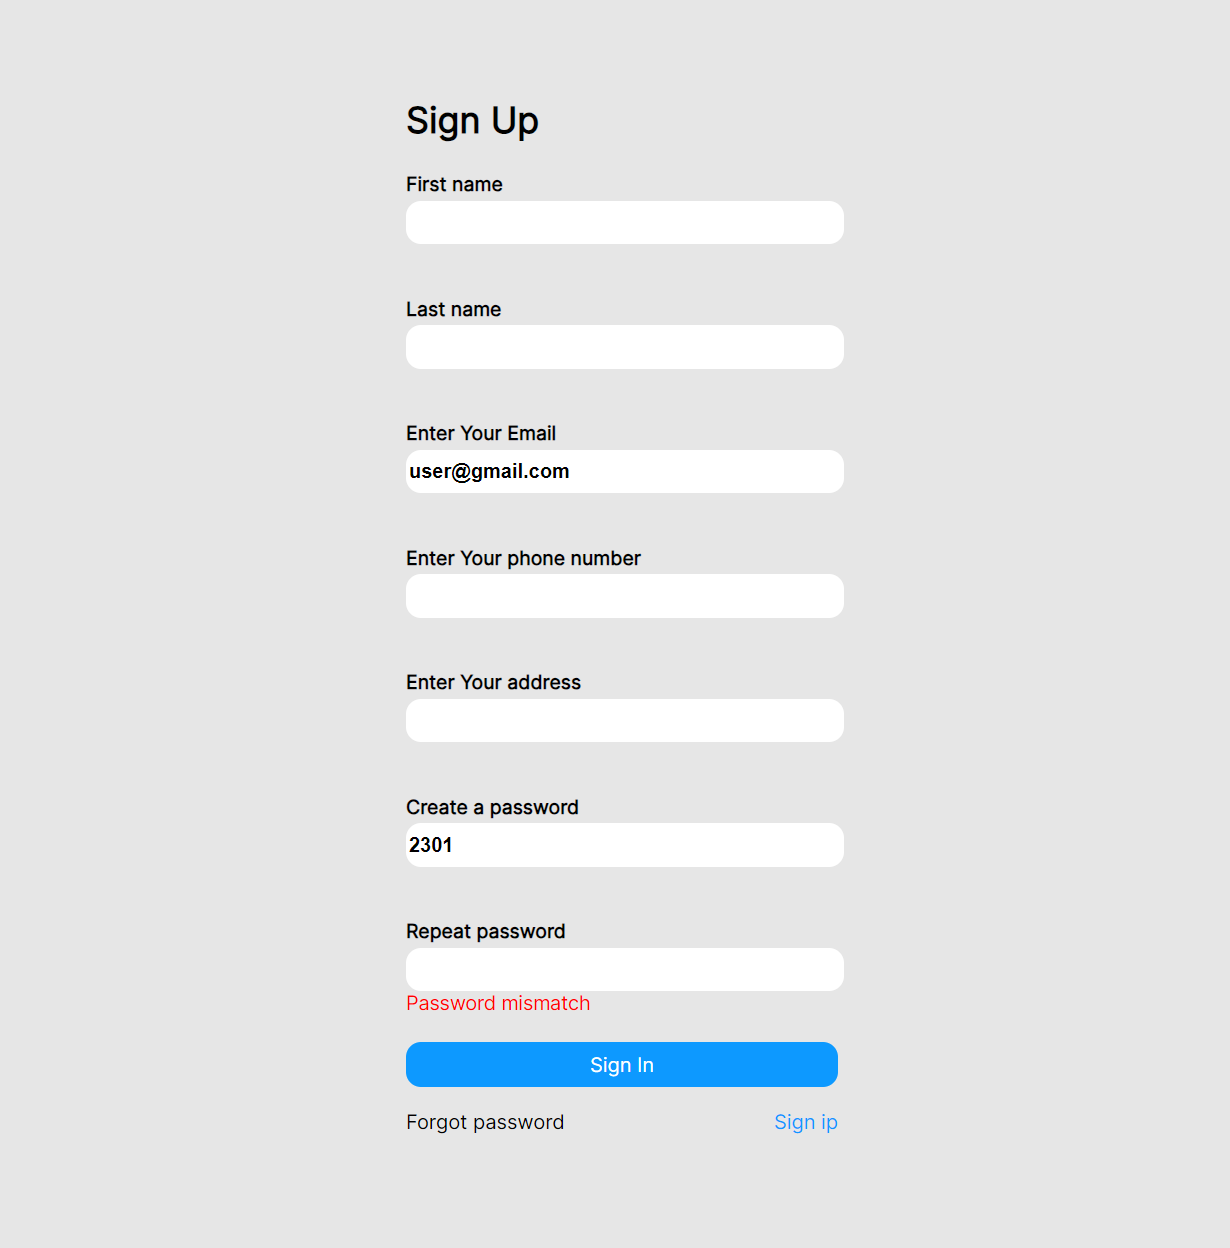 Sign Up
First name
Last name
Enter Your Email
user@gmail.com
Enter Your phone number
Enter Your address
Create a password
2301
Repeat password
Password mismatch
Sign In
Forgot password Sign ip